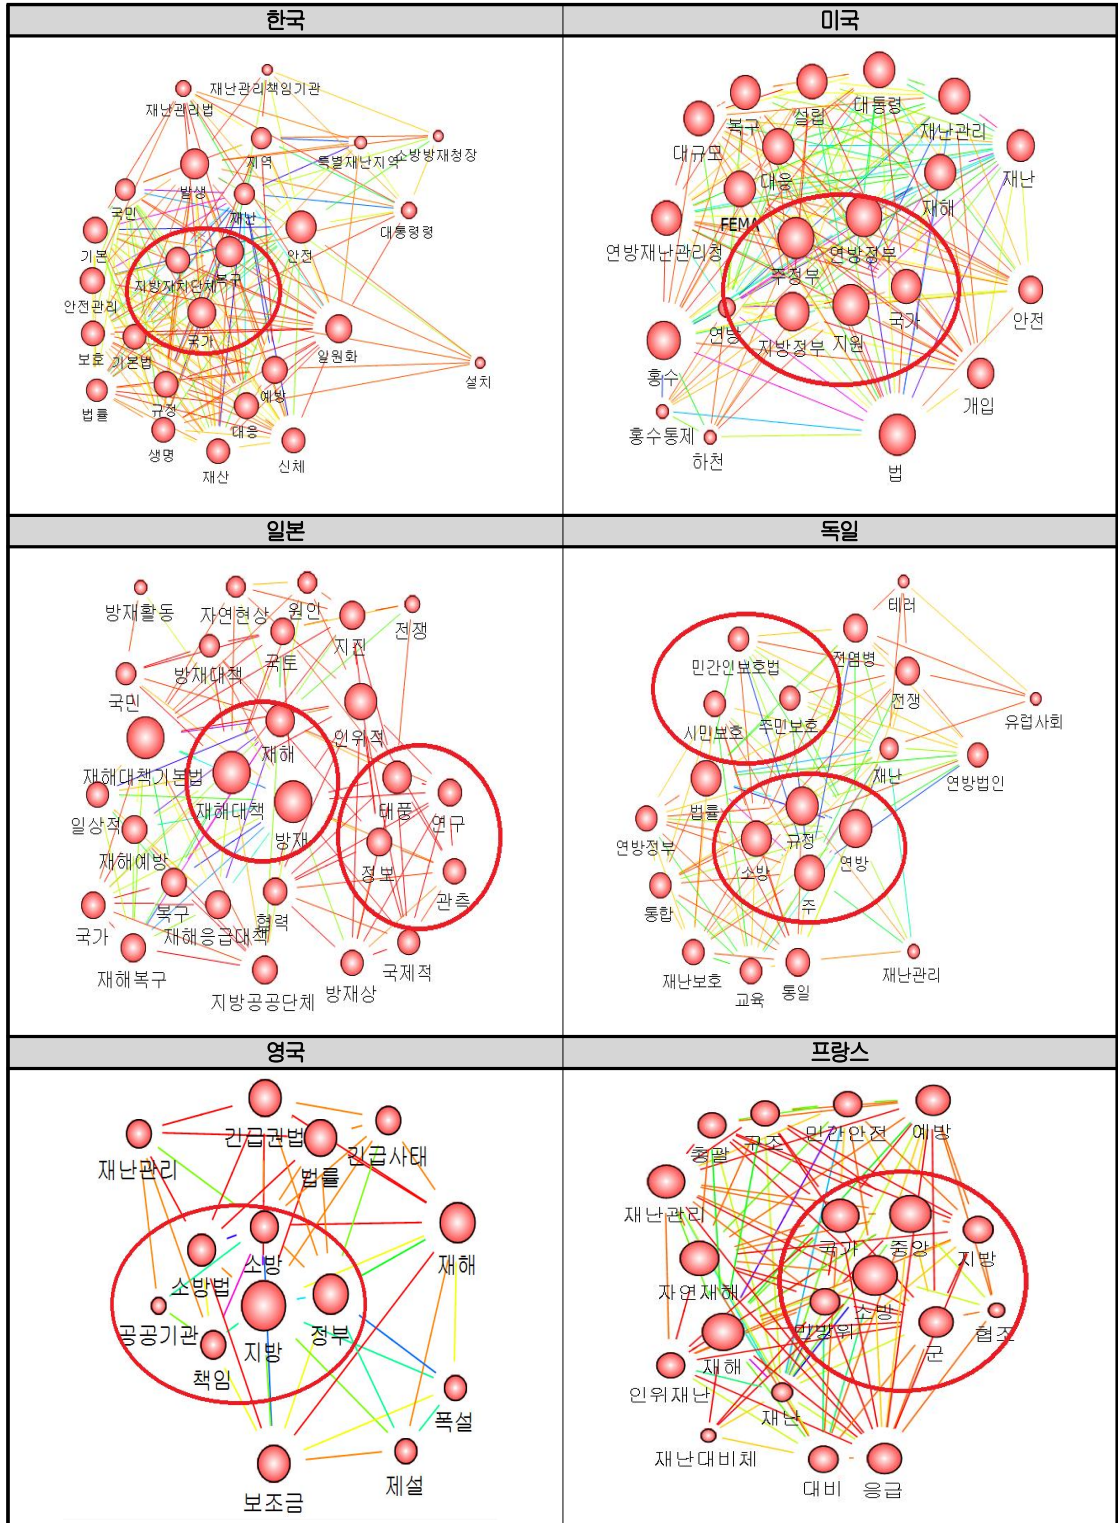 한국
미국
재난관리책임기관
재난관리법
소방방재청장
지역
특별재난지역
발생
국민
재난
대통령령
기본
안전
복구
지방자치단체
안전관리
국가
보호
기본법
일원화
설치
예방
법률
규정
대응
생명
재산
신체
대통령
설립
복구
재난관리
대규모
대응
재난
재해
FEMA
연방재난관리청
연방정부
주정부
국가
안전
연방
지방정부
지원
홍수
개입
홍수통제
하천
법
일본
독일
방재활동
자연현상
원인
전쟁
지진
국토
방재대책
국민
인위적
재해
재해대책기본법
재해대책
태풍
연구
일상적
방재
재해예방
정보
관측
복구
협력
국가
재해응급대책
재해복구
국제적
지방공공단체
방재상
테러
전염병
민간인보호법
전쟁
유럽사회
시민보호
주민보호
재난
연방법인
법률
연방정부
규정
소방
연방
주
통합
재난보호
교육
통일
재난관리
영국
프랑스
긴급권법
긴급사태
재난관리
법률
소방
재해
소방법
공공기관
정부
지방
책임
폭설
제설
보조금
민간안전
예방
구조
총괄
재난관리
국가
중앙
지방
자연재해
소방
민방위
협조
군
재해
인위재난
재난
재난대비체
대비
응급